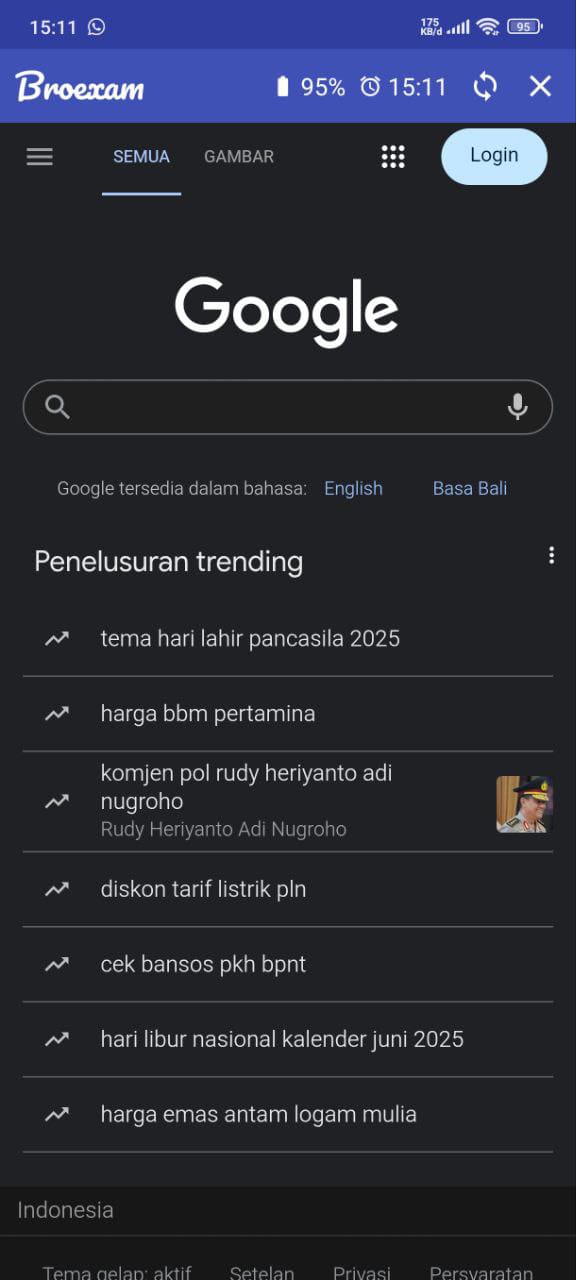 15:11
175
KB/d
95
Broexam
95%
15:11
SEMUA
GAMBAR
Login
Google
Google tersedia dalam bahasa: English Basa Bali
Penelusuran trending
tema hari lahir pancasila 2025
harga bbm pertamina
komjen pol rudy heriyanto adi
nugroho
Rudy Heriyanto Adi Nugroho
diskon tarif listrik pln
cek bansos pkh bpnt
hari libur nasional kalender juni 2025
harga emas antam logam mulia
Indonesia
Tema gelap: aktif Setelan Privasi Persyaratan